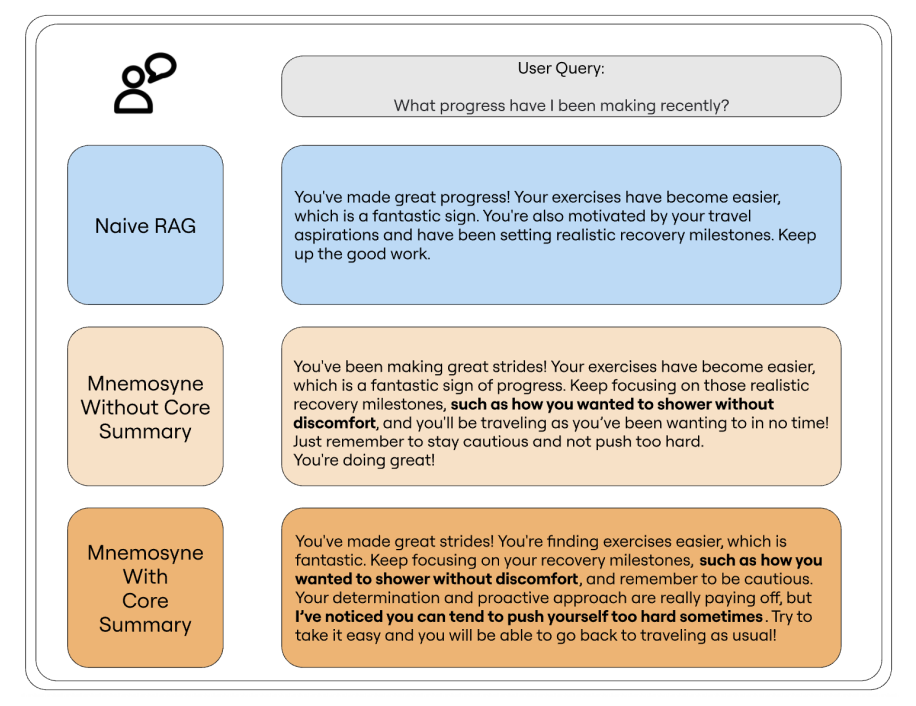 User Query:
What progress have I been making recently?
Naive RAG
You've made great progress! Your exercises have become easier,
which is a fantastic sign. You're also motivated by your travel
aspirations and have been setting realistic recovery milestones. Keep
up the good work.
Mnemosyne
Without Core
Summary
You've been making great strides! Your exercises have become easier,
which is a fantastic sign of progress. Keep focusing on those realistic
recovery milestones, such as how you wanted to shower without
discomfort, and you'll be traveling as you've been wanting to in no time!
Just remember to stay cautious and not push too hard.
You're doing great!
Mnemosyne
With
Core
Summary
You've made great strides! You're finding exercises easier, which is
fantastic. Keep focusing on your recovery milestones, such as how you
wanted to shower without discomfort, and remember to be cautious.
Your determination and proactive approach are really paying off, but
I've noticed you can tend to push yourself too hard sometimes. Try to
take it easy and you will be able to go back to traveling as usual!